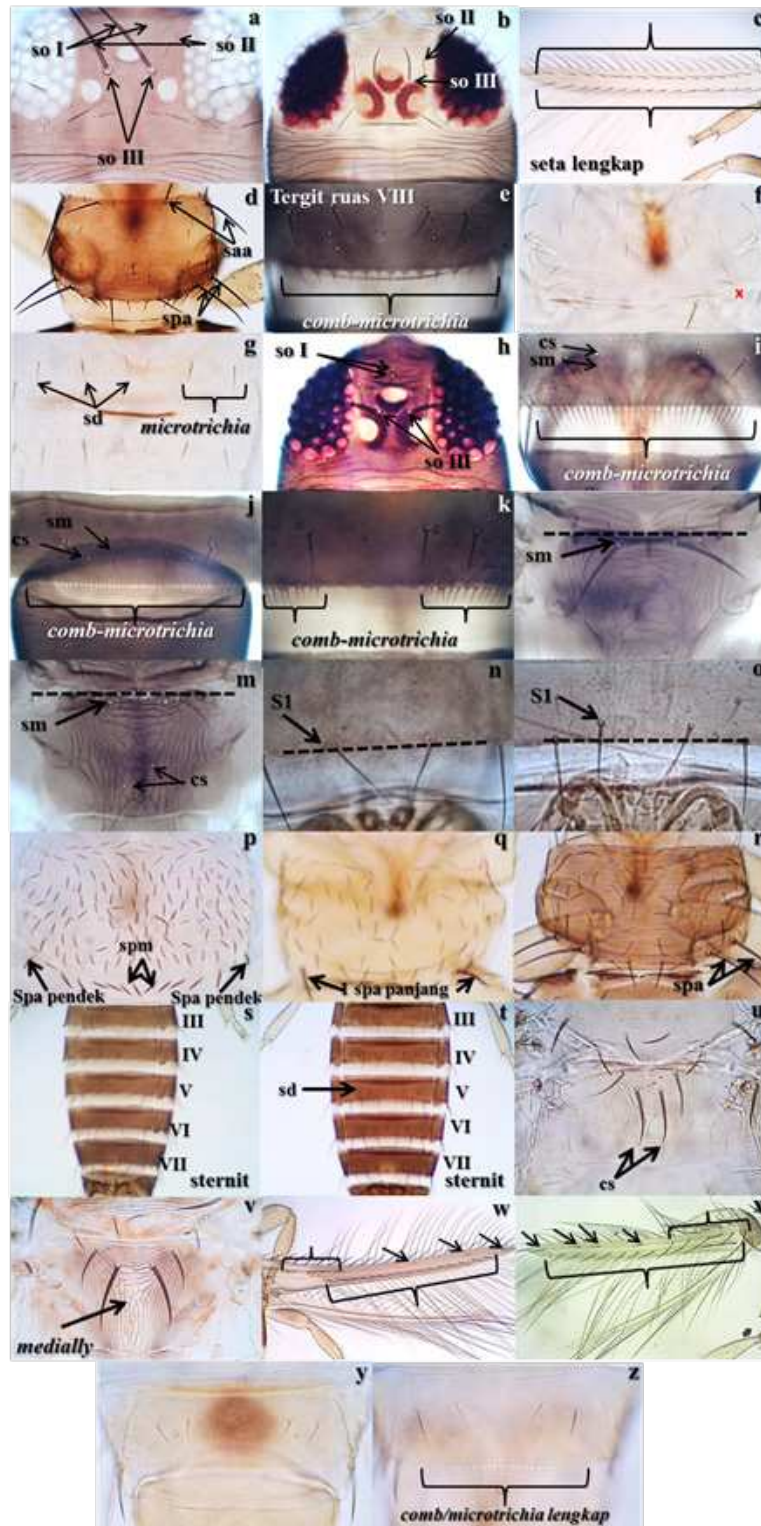 a
so I
so II
so III
b
so II
so III
c
seta lengkap
d
saa
spa
Tergit ruas VIII
e
comb-microtrichia
f
x
g
sd
microtrichia
so I
h
so III
cs
sm
i
comb-microtrichia
j
sm
cs
comb-microtrichia
k
comb-microtrichia
l
sm
m
sm
cs
n
S1
o
S1
p
spm
Spa pendek
Spa pendek
q
1 spa panjang
r
spa
s
III
IV
V
VI
VII
sternit
t
III
IV
sd
V
VI
VII
sternit
u
cs
v
medially
w
x
y
z
comb/microtrichia lengkap